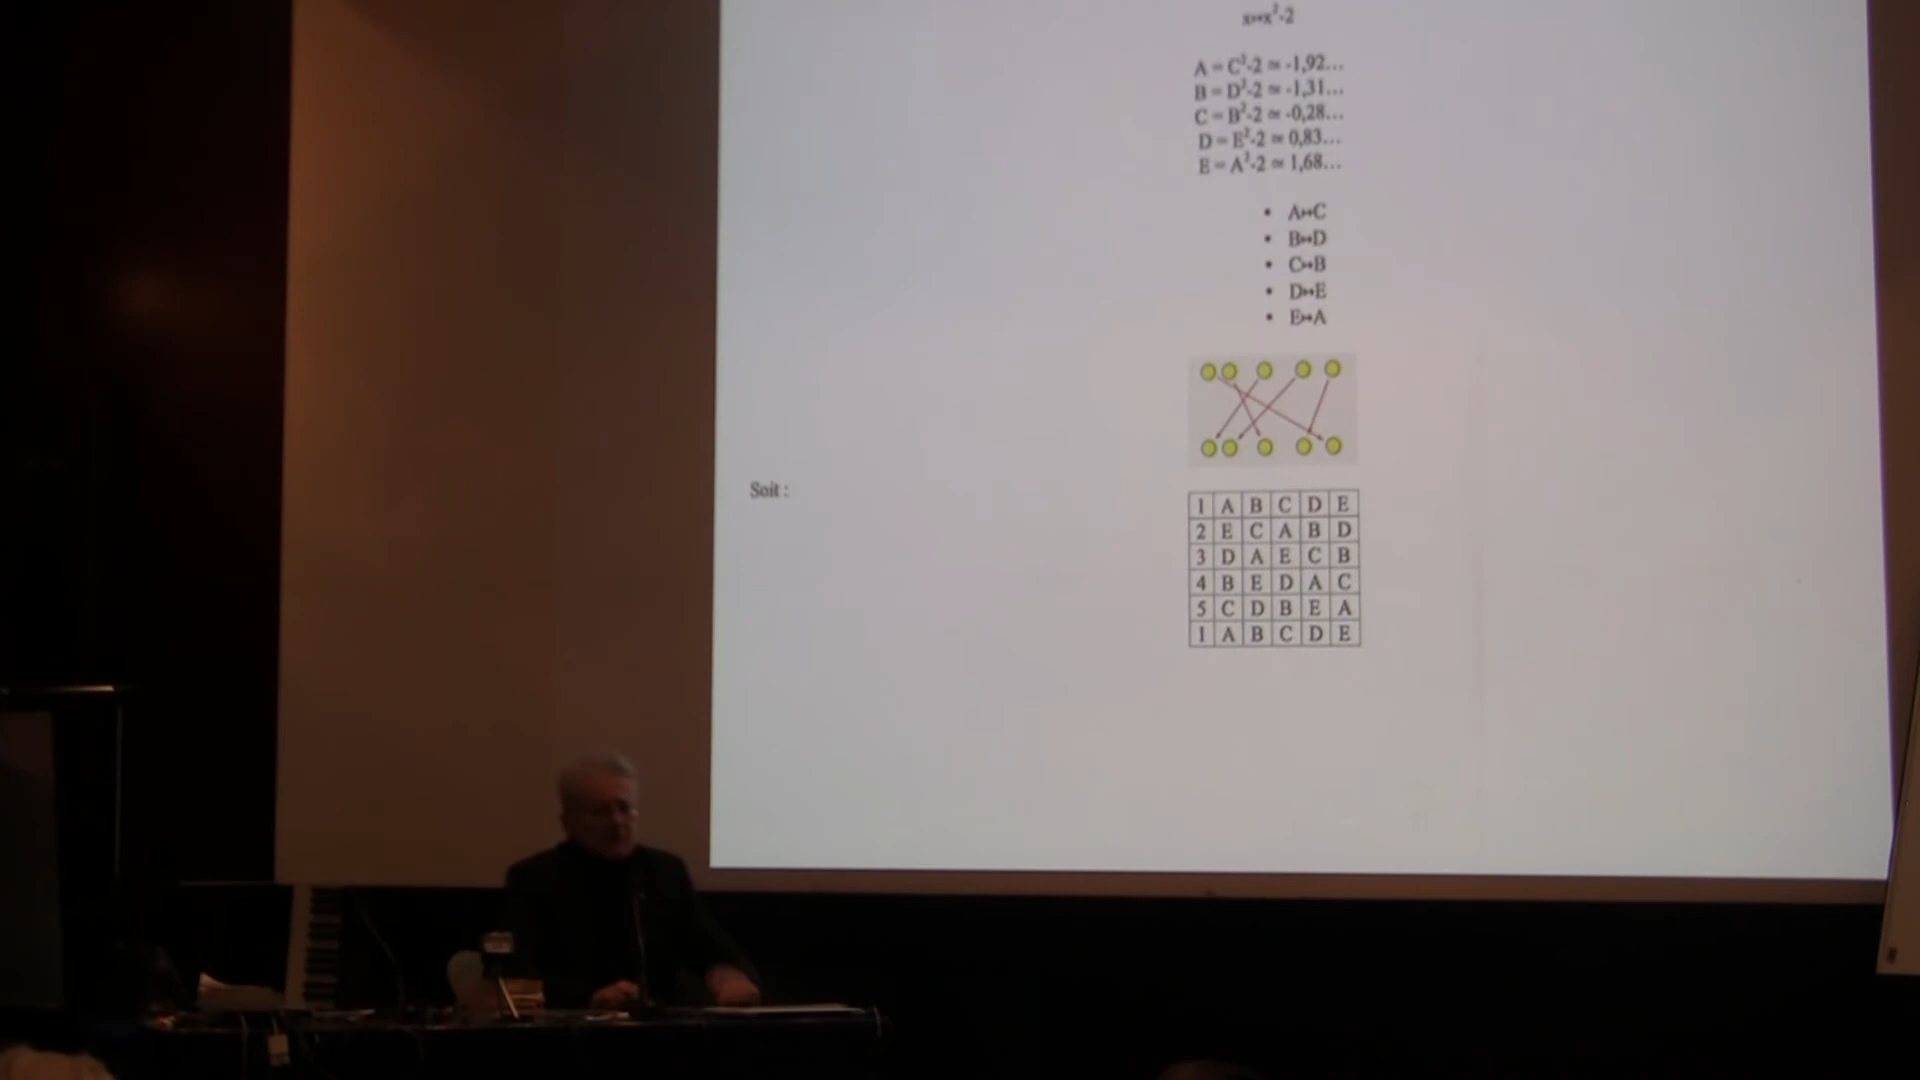 x↦x²-2
A = C²-2 ≃ -1,92…
B = D²-2 ≃ -1,31…
C = B²-2 ≃ -0,28…
D = E²-2 ≃ 0,83…
E = A²-2 ≃ 1,68…
• A↦C
• B↦D
• C↦B
• D↦E
• E↦A
Soit :
1 A B C D E
2 E C A B D
3 D A E C B
4 B E D A C
5 C D B E A
1 A B C D E